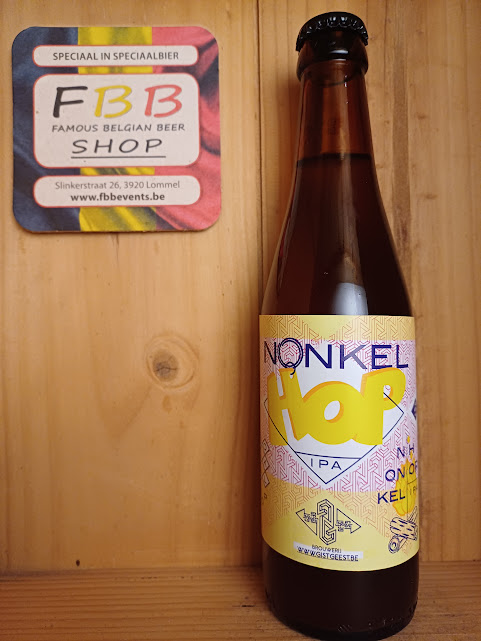 SPECIAAL IN SPECIAALBIER
FBB
FAMOUS BELGIAN BEER
SHOP
Slinkerstraat 26, 3920 Lommel
www.fbbevents.be
NONKEL
HOP
IPA
BROUWERIJ
WWW.GISTGEEST.BE